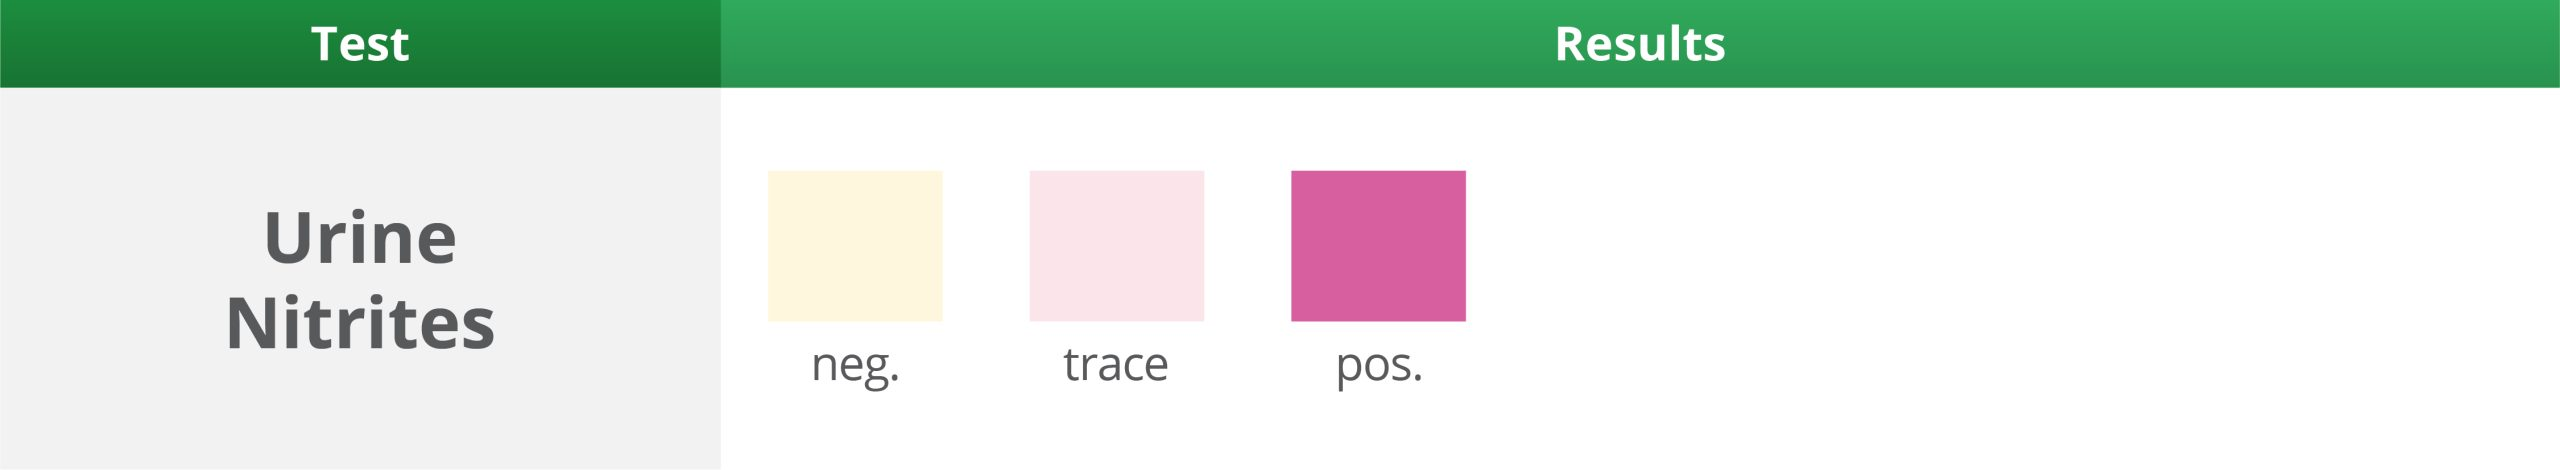 Test
Results
Urine
Nitrites
neg.
trace
pos.